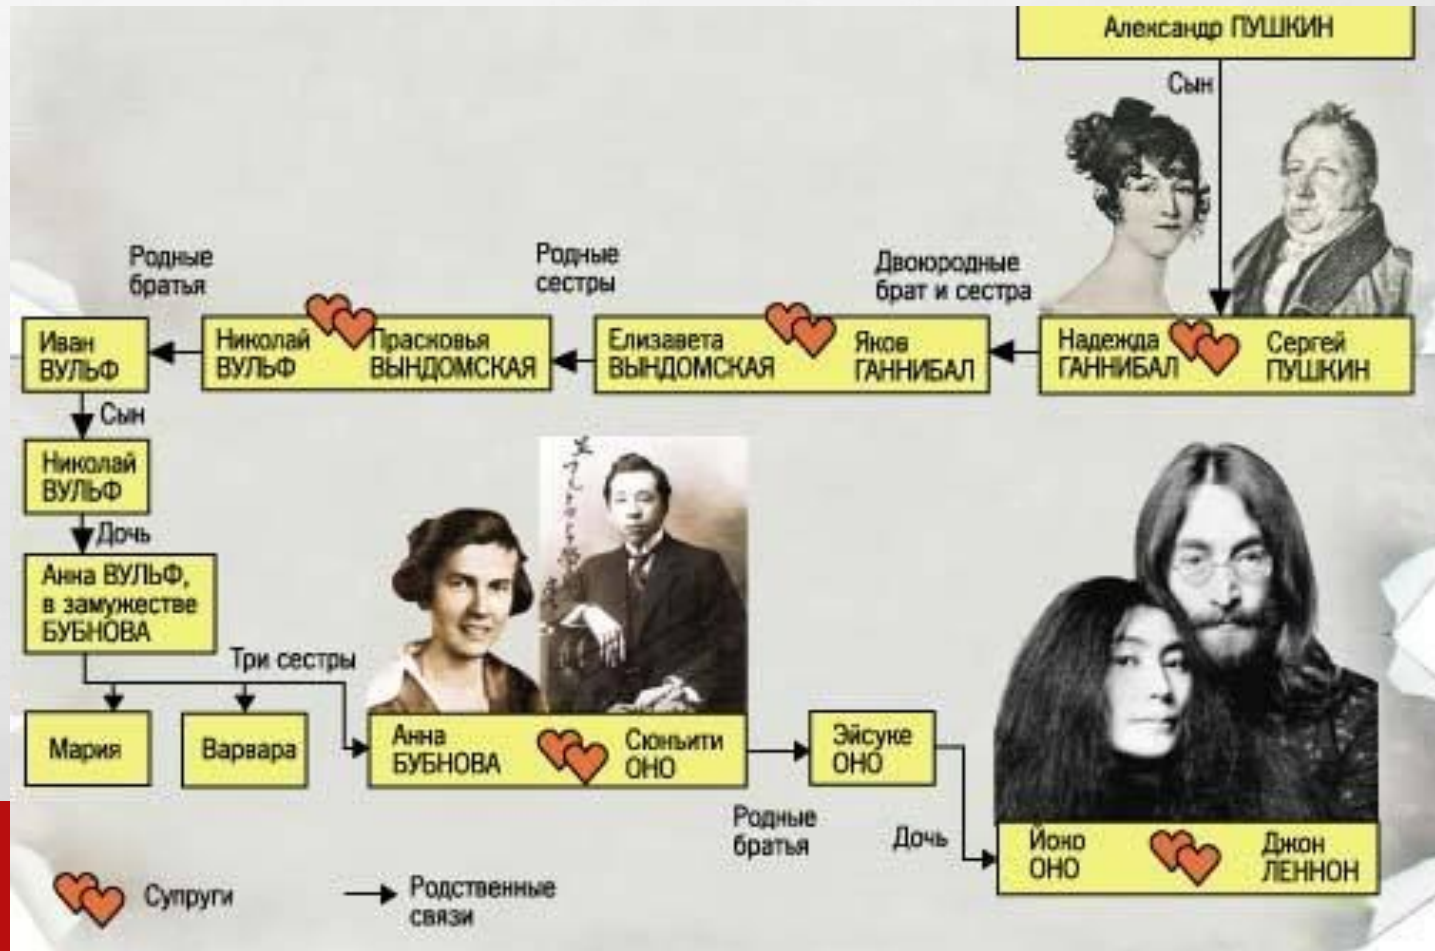 Александр ПУШКИН
Сын
Родные
братья
Родные
сестры
Двоюродные
брат и сестра
Иван
ВУЛЬФ
Николай
ВУЛЬФ
Прасковья
ВЫНДОМСКАЯ
Елизавета
ВЫНДОМСКАЯ
Яков
ГАННИБАЛ
Надежда
ГАННИБАЛ
Сергей
ПУШКИН
Сын
Николай
ВУЛЬФ
Дочь
Анна ВУЛЬФ,
в замужестве
БУБНОВА
Три сестры
Мария
Варвара
Анна
БУБНОВА
Сюнъити
ОНО
Эйсуке
ОНО
Родные
братья
Дочь
Йоко
ОНО
Джон
ЛЕННОН
Супруги
Родственные
связи